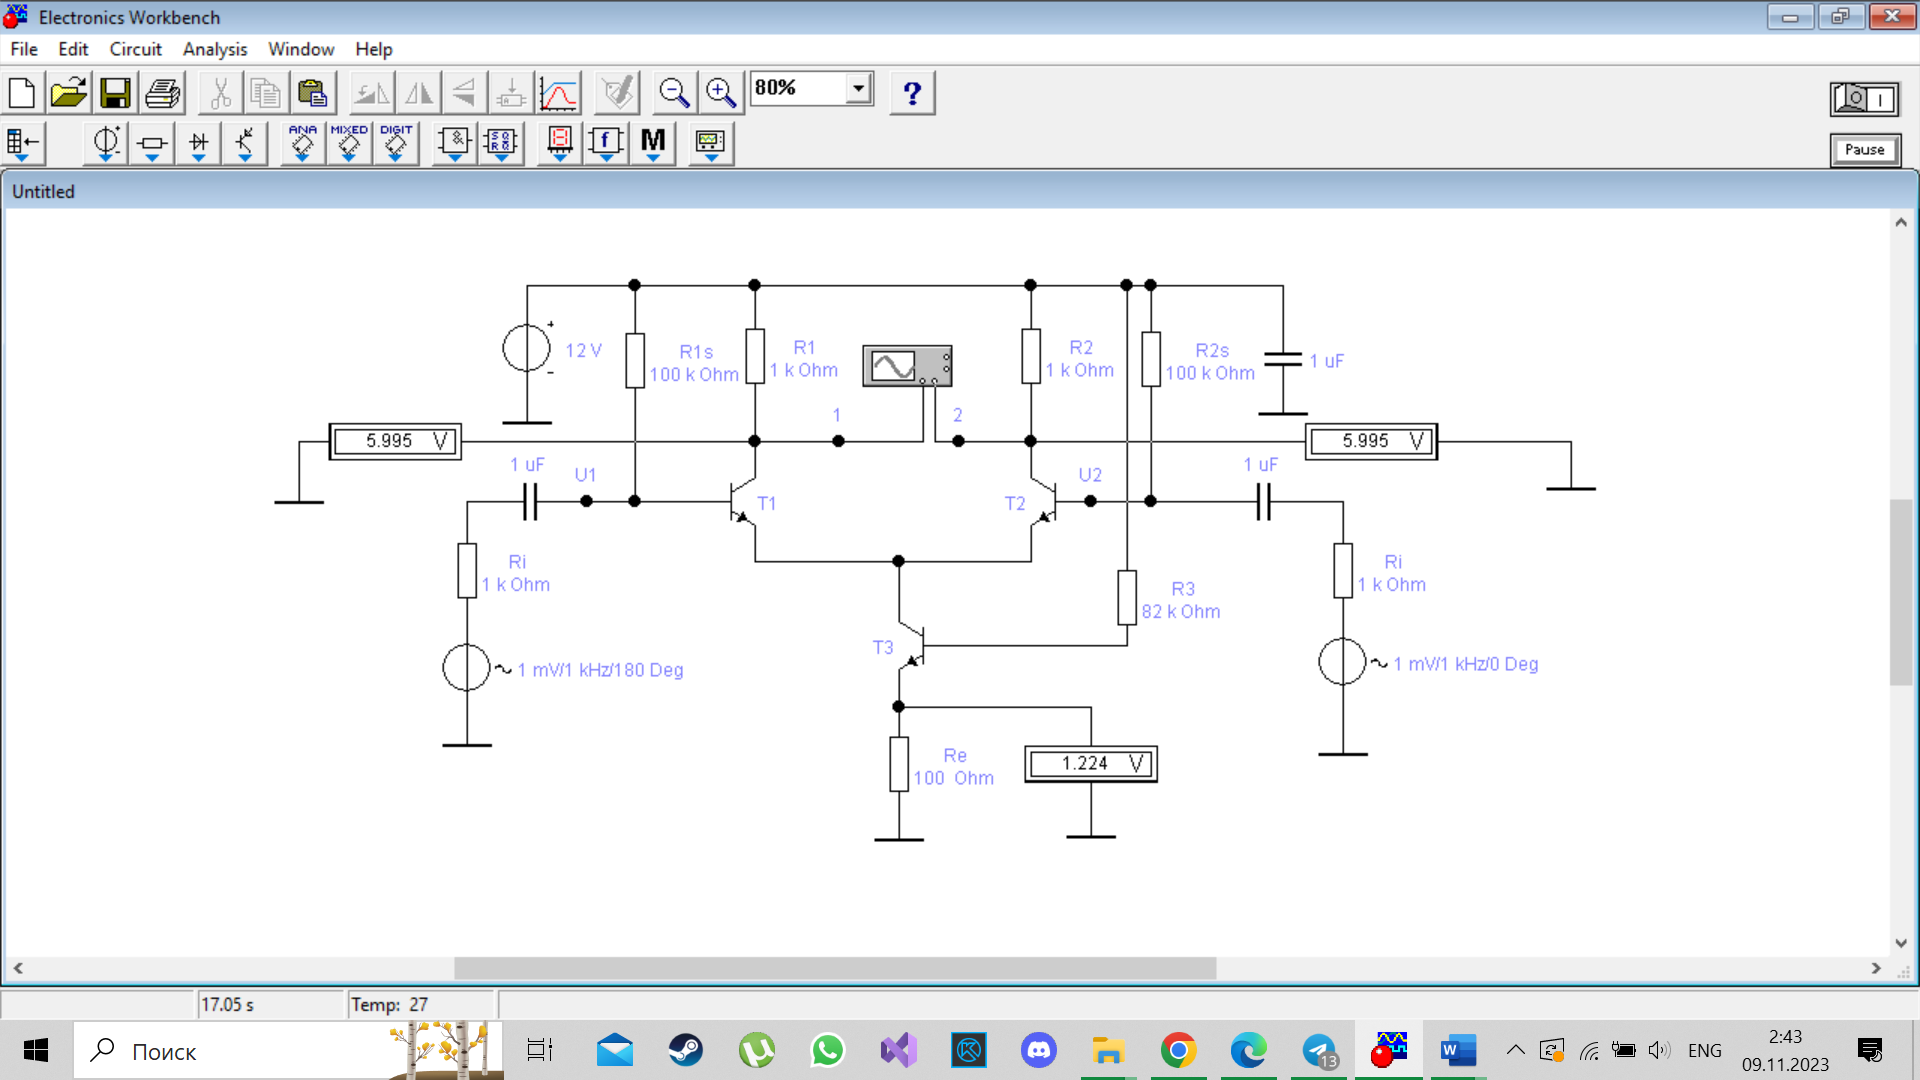 Electronics Workbench
File Edit Circuit Analysis Window Help
80%
?
ANA MIXED DIGIT
f M
Pause
Untitled
12 V
R1s
100 k Ohm
R1
1 k Ohm
R2
1 k Ohm
R2s
100 k Ohm
1 uF
1
2
5.995 V
5.995 V
1 uF
U1
T1
T2
U2
1 uF
Ri
1 k Ohm
R3
82 k Ohm
Ri
1 k Ohm
T3
1 mV/1 kHz/180 Deg
1 mV/1 kHz/0 Deg
Re
100 Ohm
1.224 V
17.05 s
Temp: 27
Поиск
13
W
ENG
2:43
09.11.2023